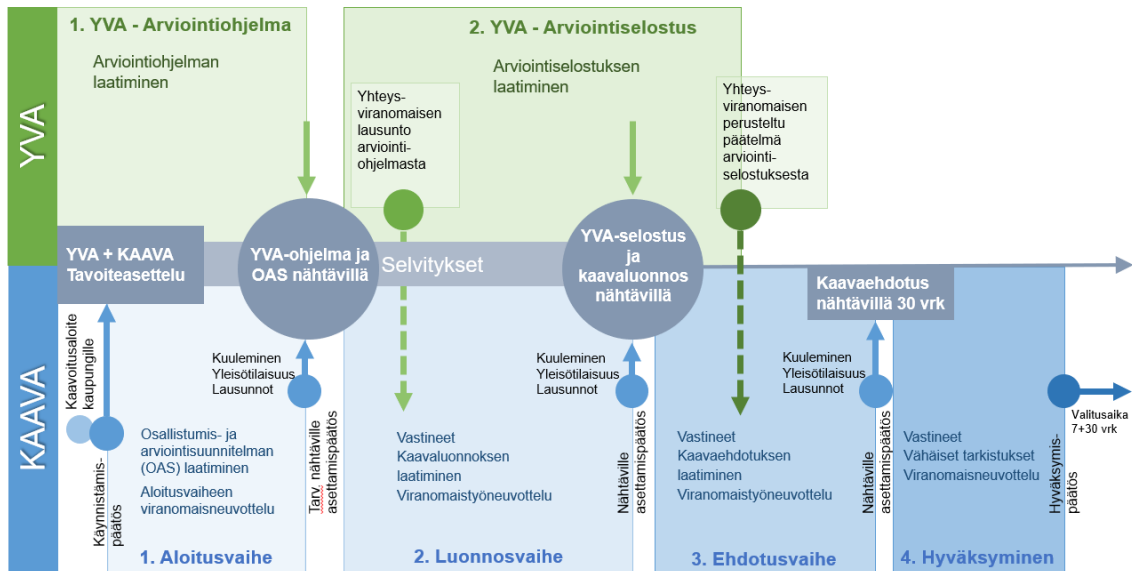 1. YVA - Arviointiohjelma
Arviointiohjelman
laatiminen
2. YVA - Arviointiselostus
Arviointiselostuksen
laatiminen
Yhteys-
viranomaisen
lausunto
arviointi-
ohjelmasta
Yhteys-
viranomaisen
perusteltu
päätelmä
arviointi-
selostuksesta
YVA
YVA + KAAVA
Tavoiteasettelu
YVA-ohjelma ja
OAS nähtävillä
Selvitykset
YVA-selostus
ja
kaavaluonnos
nähtävillä
Kaavaehdotus
nähtävillä 30 vrk
KAAVA
Kaavoitusaloite
kaupungille
Käynnistämis-
päätös
Osallistumis- ja
arviointisuunnitelman
(OAS) laatiminen
Aloitusvaiheen
viranomaisneuvottelu
Kuuleminen
Yleisötilaisuus
Lausunnot
Tarv. nähtäville
asettamispäätös
Vastineet
Kaavaluonnoksen
laatiminen
Viranomaistyöneuvottelu
Kuuleminen
Yleisötilaisuus
Lausunnot
Nähtäville
asettamispäätös
Vastineet
Kaavaehdotuksen
laatiminen
Viranomaistyöneuvottelu
Kuuleminen
Yleisötilaisuus
Lausunnot
Nähtäville
asettamispäätös
Vastineet
Vähäiset tarkistukset
Viranomaisneuvottelu
Hyväksymis-
päätös
Valitusaika
7+30 vrk
1. Aloitusvaihe
2. Luonnosvaihe
3. Ehdotusvaihe
4. Hyväksyminen